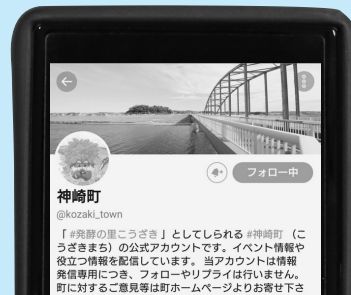 フォロー中
神崎町
@kozaki_town
「 #発酵の里こうざき 」としてしられる #神崎町 （こ
うざきまち）の公式アカウントです。イベント情報や
役立つ情報を配信しています。 当アカウントは情報
発信専用につき、フォローやリプライは行いません。
町に対するご意見等は町ホームページよりお寄せ下さ